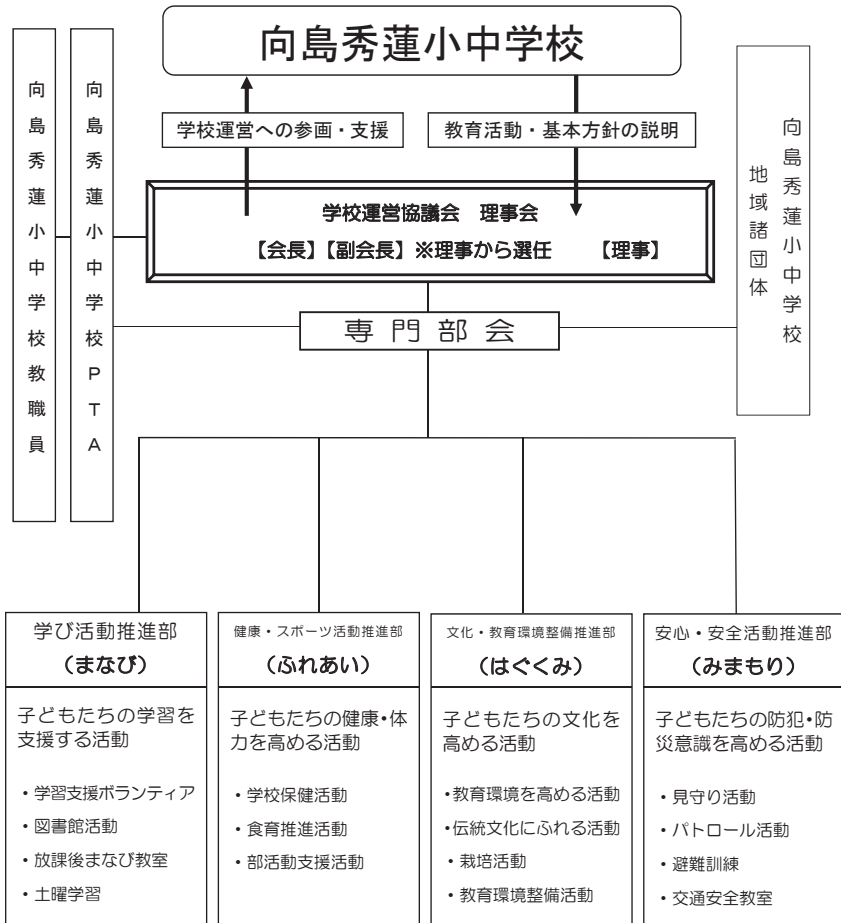 向島秀蓮小中学校
学校運営への参画・支援
教育活動・基本方針の説明
向島秀蓮小中学校教職員
向島秀蓮小中学校PTA
向島秀蓮小中学校
地域諸団体
学校運営協議会 理事会
【会長】【副会長】※理事から選任 【理事】
専門部会
学び活動推進部
(まなび)
子どもたちの学習を
支援する活動
・学習支援ボランティア
・図書館活動
・放課後まなび教室
・土曜学習
健康・スポーツ活動推進部
(ふれあい)
子どもたちの健康・体
力を高める活動
・学校保健活動
・食育推進活動
・部活動支援活動
文化・教育環境整備推進部
(はぐくみ)
子どもたちの文化を
高める活動
・教育環境を高める活動
・伝統文化にふれる活動
・栽培活動
・教育環境整備活動
安心・安全活動推進部
(みまもり)
子どもたちの防犯・防
災意識を高める活動
・見守り活動
・パトロール活動
・避難訓練
・交通安全教室